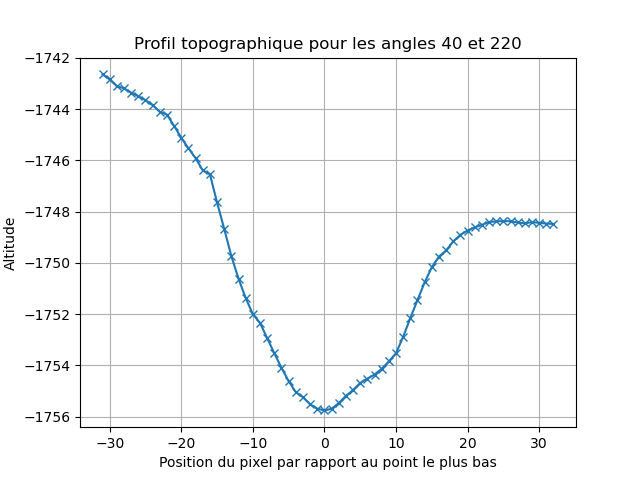 Profil topographique pour les angles 40 et 220
−1742
−1744
−1746
−1748
−1750
−1752
−1754
−1756
Altitude
−30 −20 −10 0 10 20 30
Position du pixel par rapport au point le plus bas